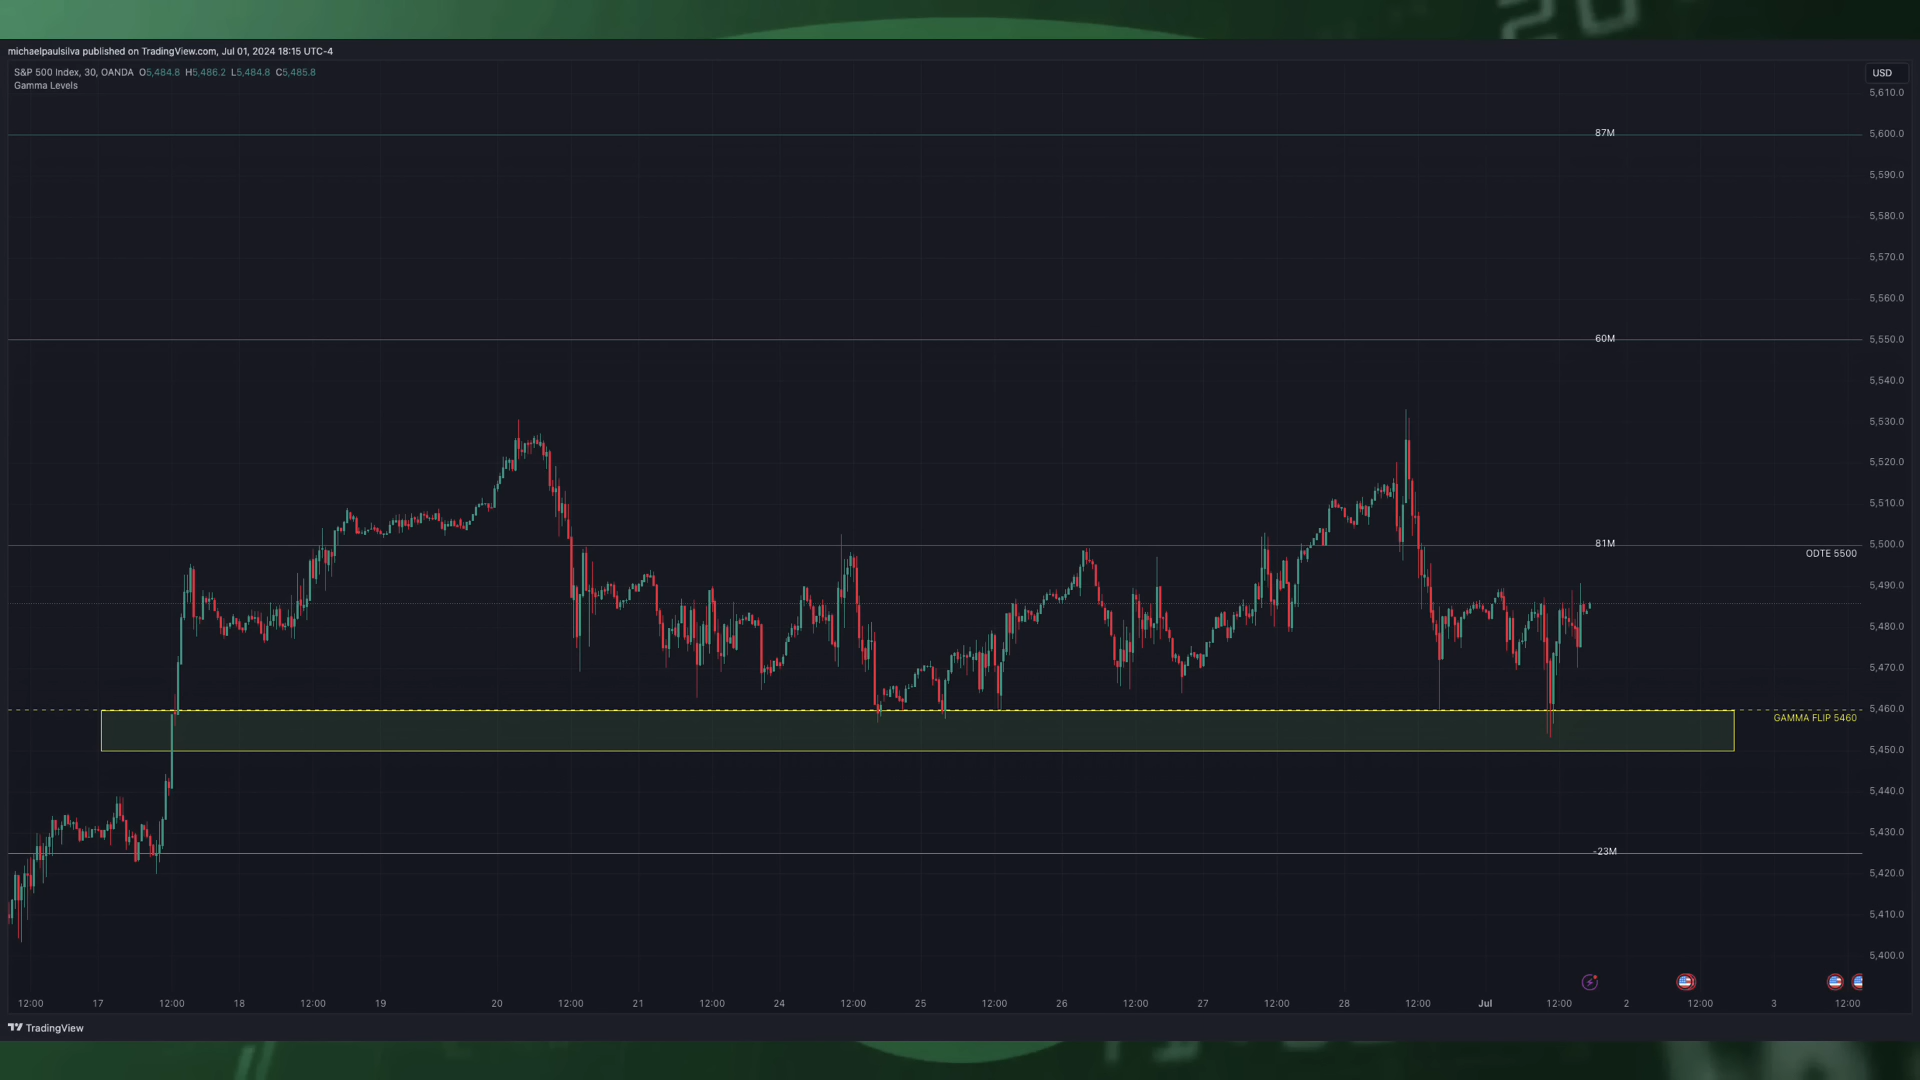 michaelpaulsilva published on TradingView.com, Jul 01, 2024 18:15 UTC-4
S&P 500 Index, 30, OANDA O5,484.8 H5,486.2 L5,484.8 C5,485.8
Gamma Levels
USD
5,610.0
87M
5,600.0
5,590.0
5,580.0
5,570.0
5,560.0
60M
5,550.0
5,540.0
5,530.0
5,520.0
5,510.0
81M
5,500.0
ODTE 5500
5,490.0
5,480.0
5,470.0
5,460.0
GAMMA FLIP 5460
5,450.0
5,440.0
5,430.0
-23M
5,420.0
5,410.0
5,400.0
12:00 17 12:00 18 12:00 19 20 12:00 21 12:00 24 12:00 25 12:00 26 12:00 27 12:00 28 12:00 Jul 12:00 2 12:00 3 12:00
TradingView